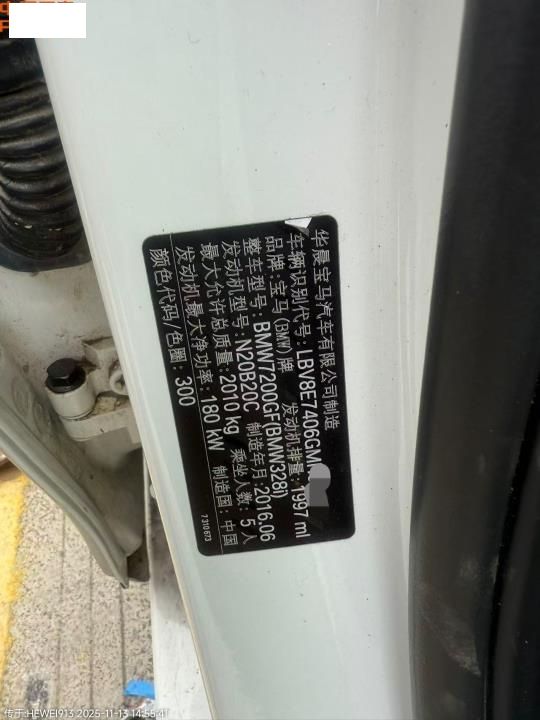 华晨宝马汽车有限公司制造
车辆识别代号: LBV8E7406GM
品牌: 宝马(BMW)牌 发动机排量: 1997 ml
整车型号: BMW7200GF(BMW328i)
发动机型号: N20B20C 制造年月: 2016.06
最大允许总质量: 2010 kg 乘坐人数: 5人
发动机最大净功率: 180 kW 制造国: 中国
颜色代码/色圈: 300
7 310 673
传于:HEWEI913 2025-11-13 14:55:41